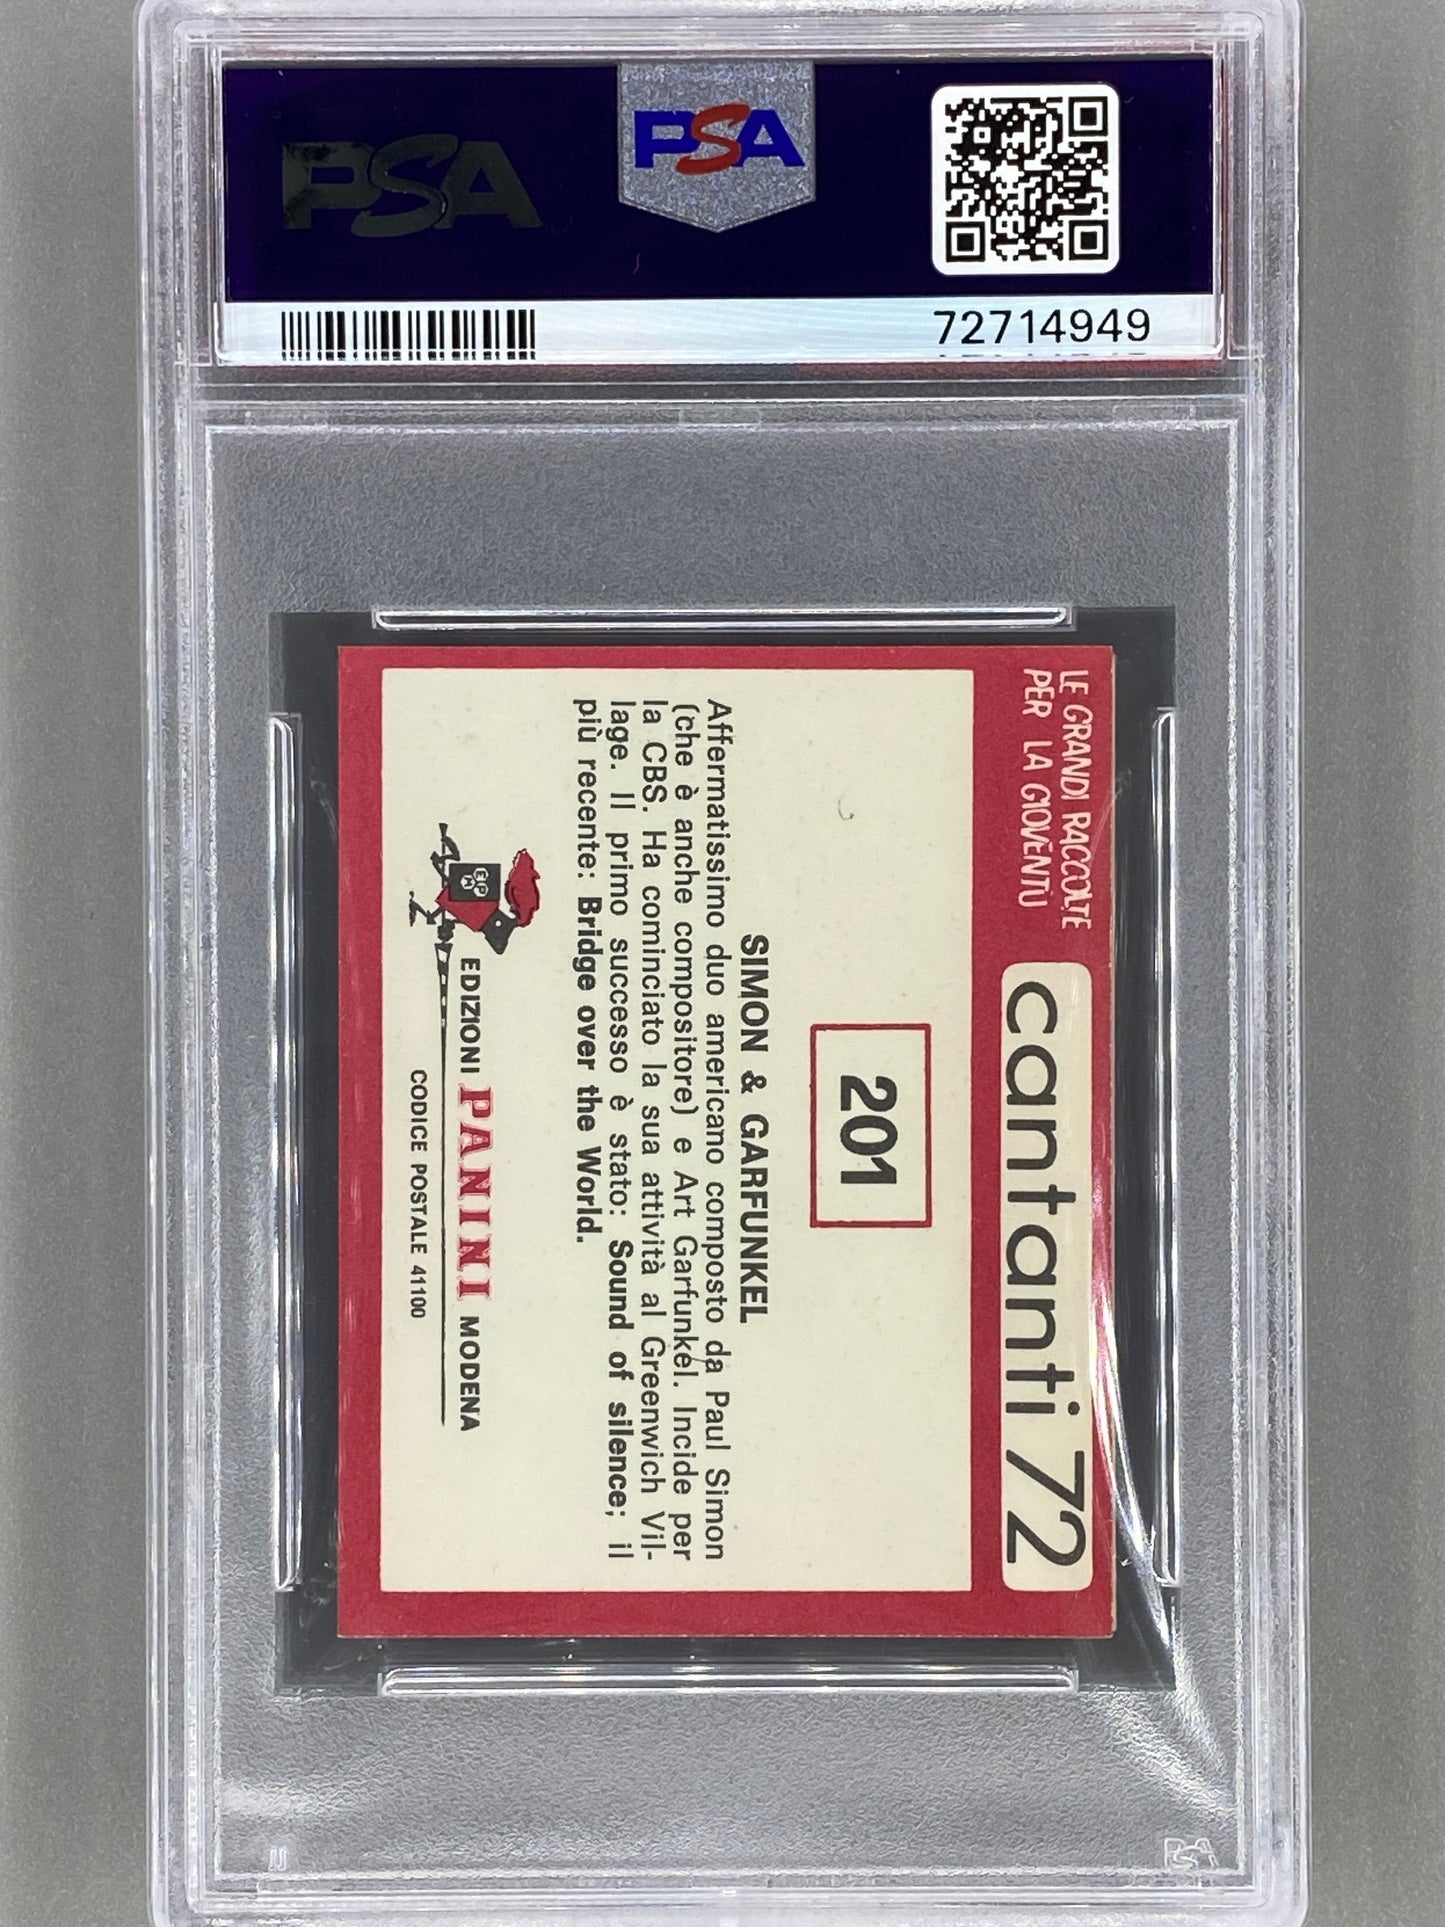 PSA
PSA
72714949
LE GRANDI RACCOLTE
PER LA GIOVENTÙ
cantanti 72
201
SIMON & GARFUNKEL
Affermatissimo duo americano composto da Paul Simon
(che è anche compositore) e Art Garfunkel. Incide per
la CBS. Ha cominciato la sua attività al Greenwich Vil-
lage. Il primo successo è stato: Sound of silence; il
più recente: Bridge over the World.
EDIZIONI PANINI MODENA
CODICE POSTALE 41100
PSA